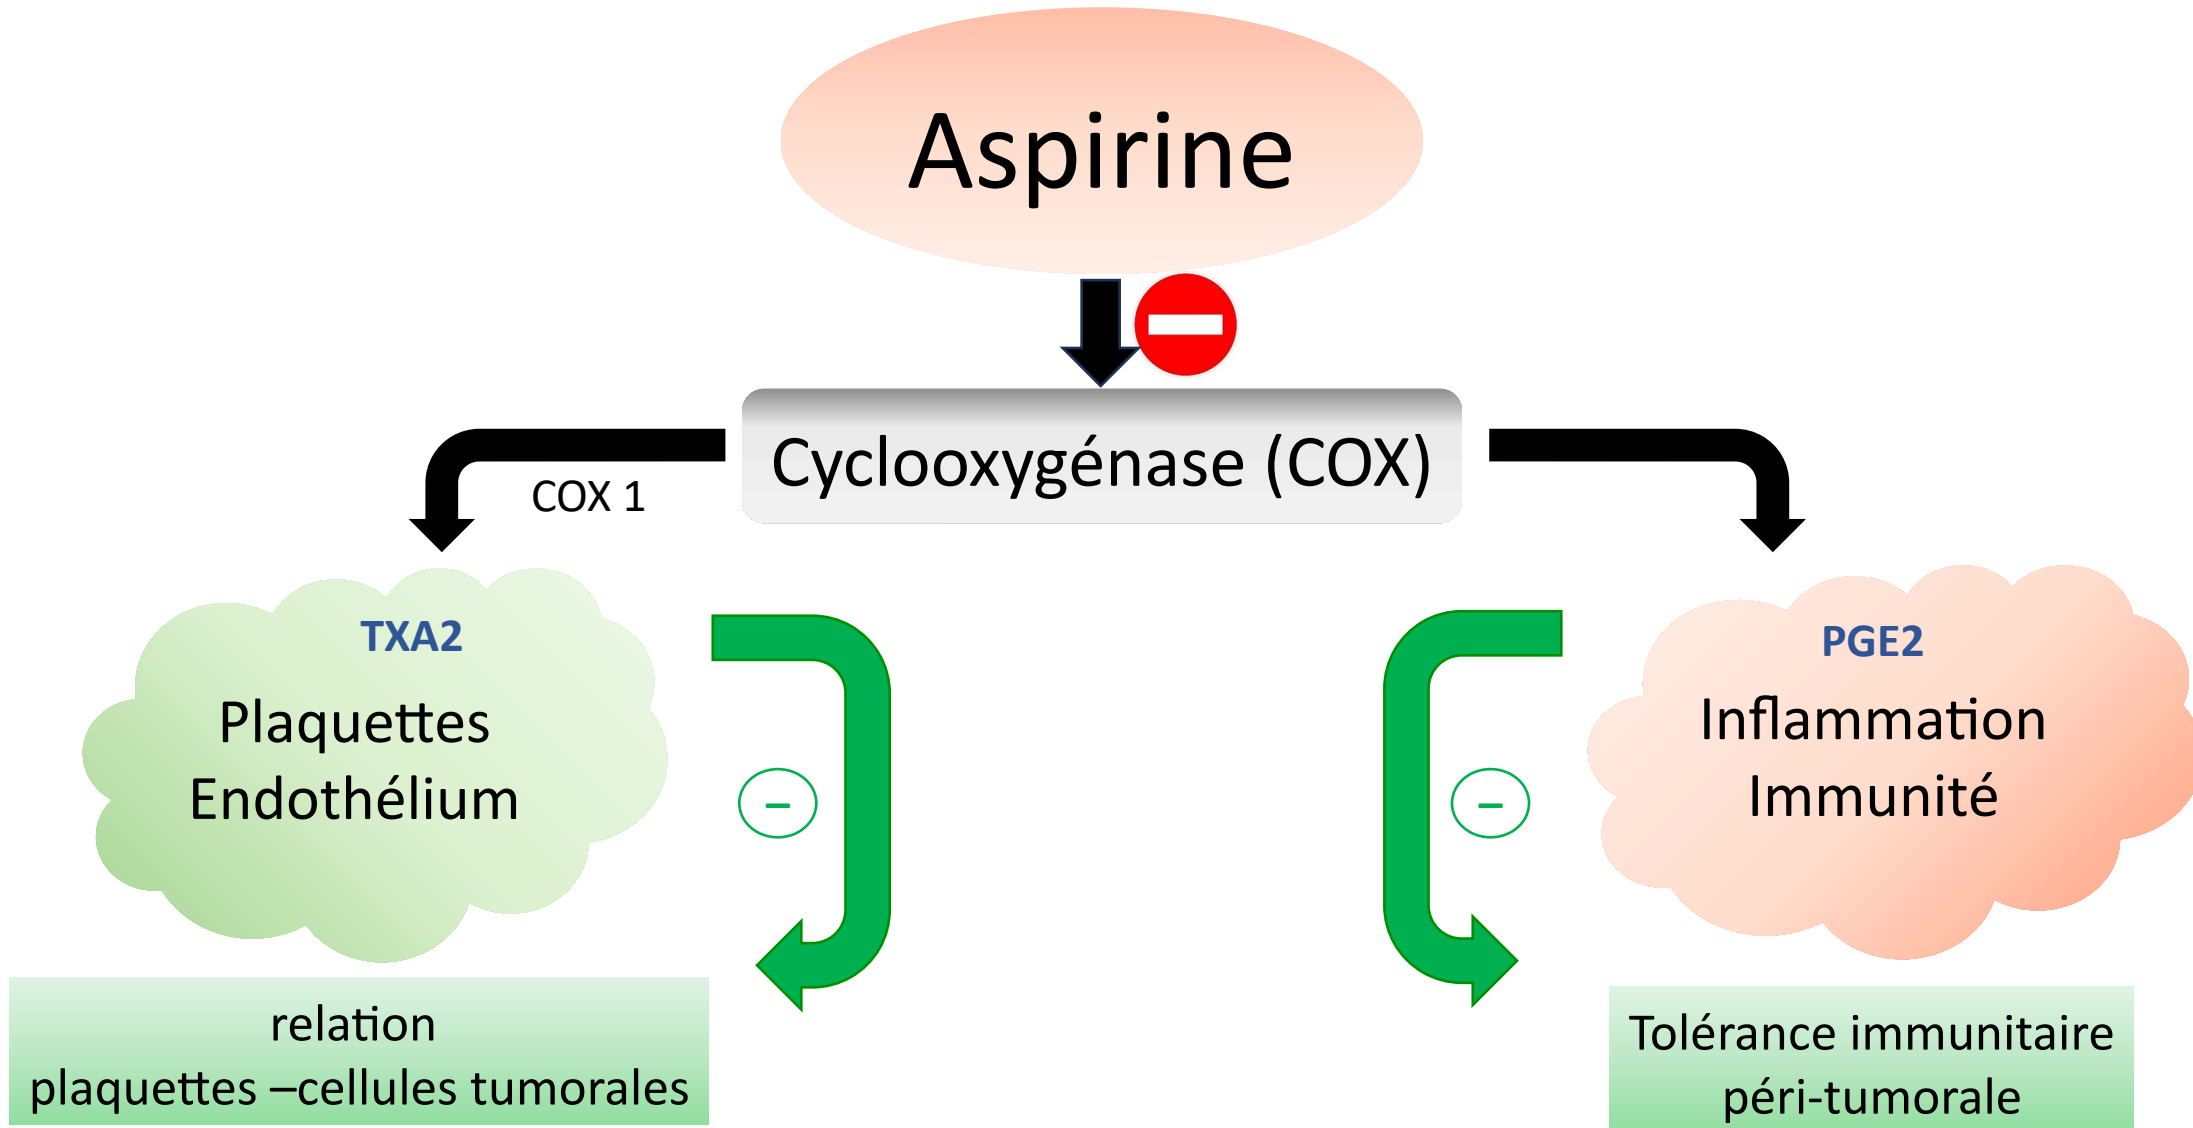 Aspirine
Cyclooxygénase (COX)
COX 1
TXA2
Plaquettes
Endothélium
–
relation
plaquettes –cellules tumorales
PGE2
Inflammation
Immunité
–
Tolérance immunitaire
péri-tumorale